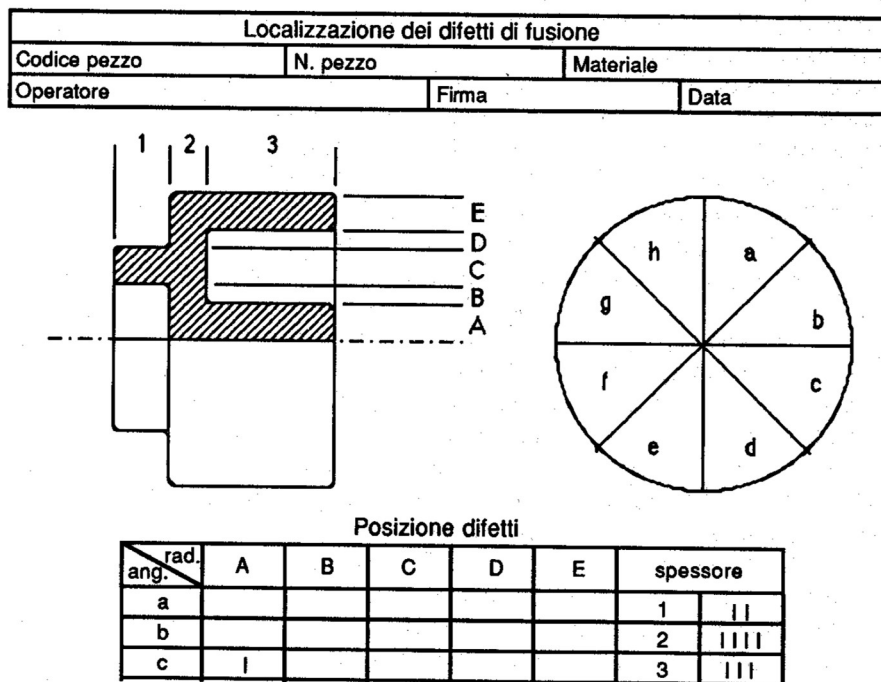 Localizzazione dei difetti di fusione
Codice pezzo N. pezzo Materiale
Operatore Firma Data
1 2 3
E
D
C
B
A
h a
g b
f c
e d
Posizione difetti
rad. ang. A B C D E spessore
a 1 ||
b 2 ||||
c | 3 |||